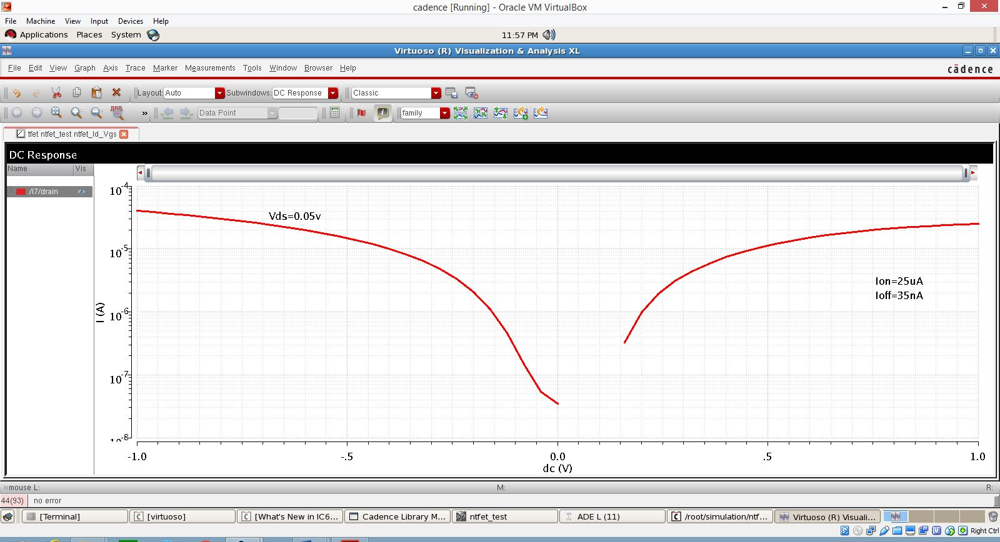 cadence [Running] - Oracle VM VirtualBox
File Machine View Input Devices Help
Applications Places System 11:57 PM
Virtuoso (R) Visualization & Analysis XL
File Edit View Graph Axis Trace Marker Measurements Tools Window Browser Help
cādence
Layout: Auto Subwindows: DC Response Classic
» Data Point family
tfet ntfet_test ntfet_Id_Vgs
DC Response
Name Vis
/I7/drain
10^-4
Vds=0.05v
10^-5
Ion=25uA
Ioff=35nA
I (A)
10^-6
10^-7
10^-8
-1.0 -.5 0.0 .5 1.0
dc (V)
mouse L: M: R:
44(93) no error
[Terminal] [virtuoso] [What's New in IC6... Cadence Library M... ntfet_test ADE L (11) /root/simulation/ntf... Virtuoso (R) Visuali...
Right Ctrl